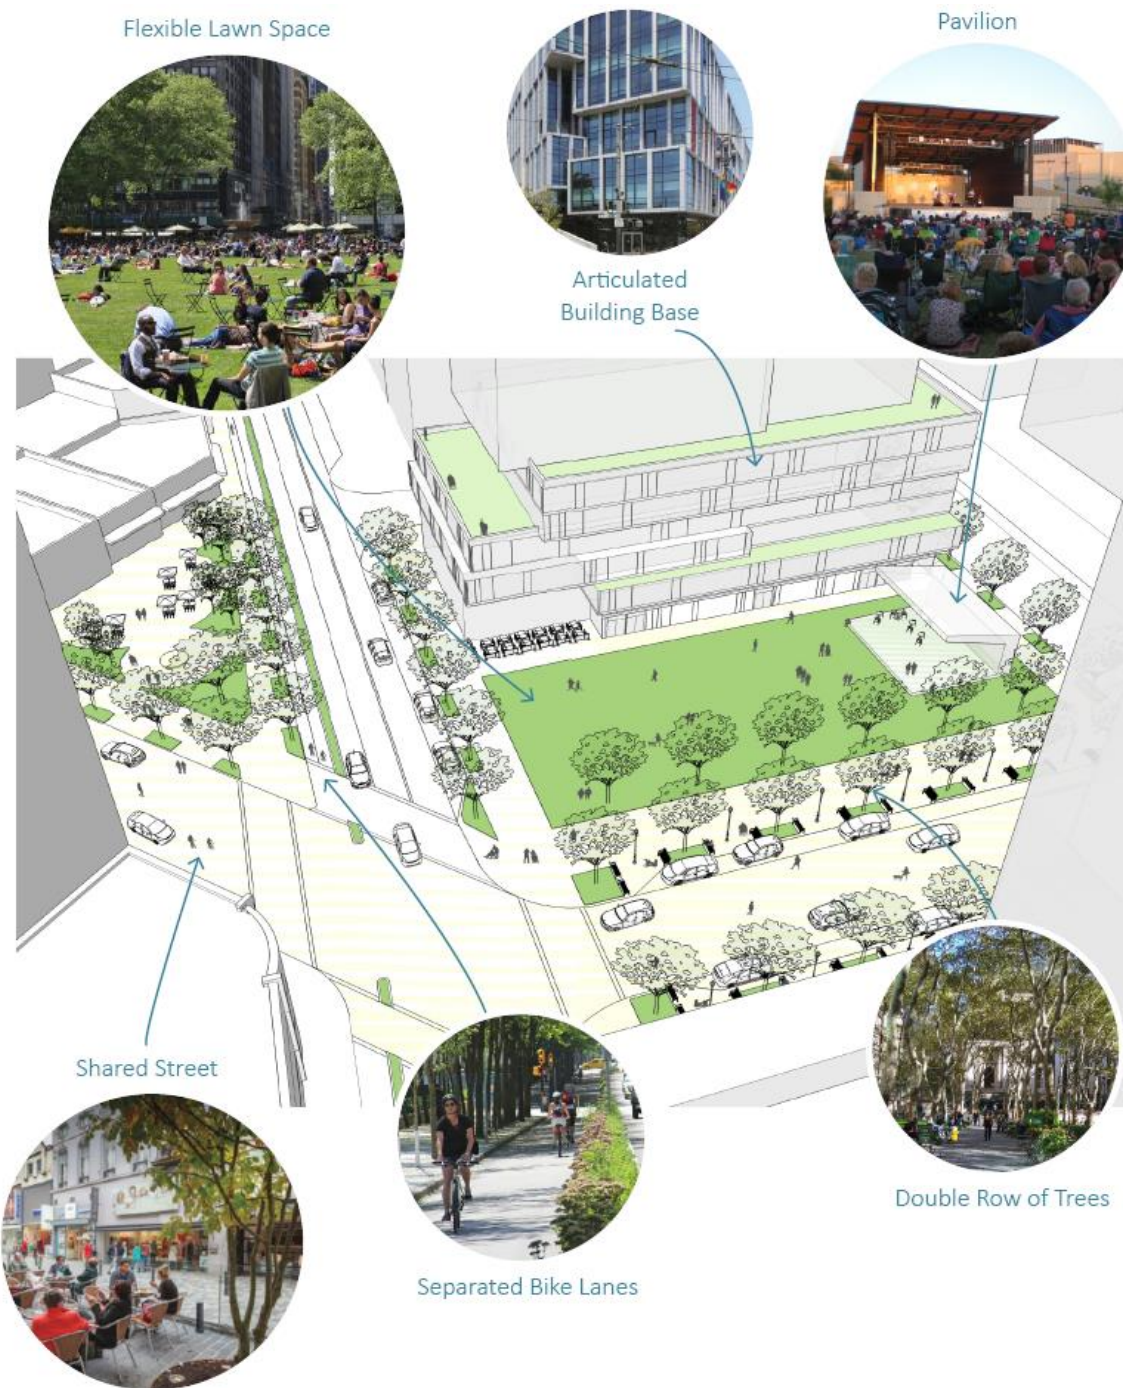 Flexible Lawn Space
Pavilion
Articulated
Building Base
Shared Street
Double Row of Trees
Separated Bike Lanes